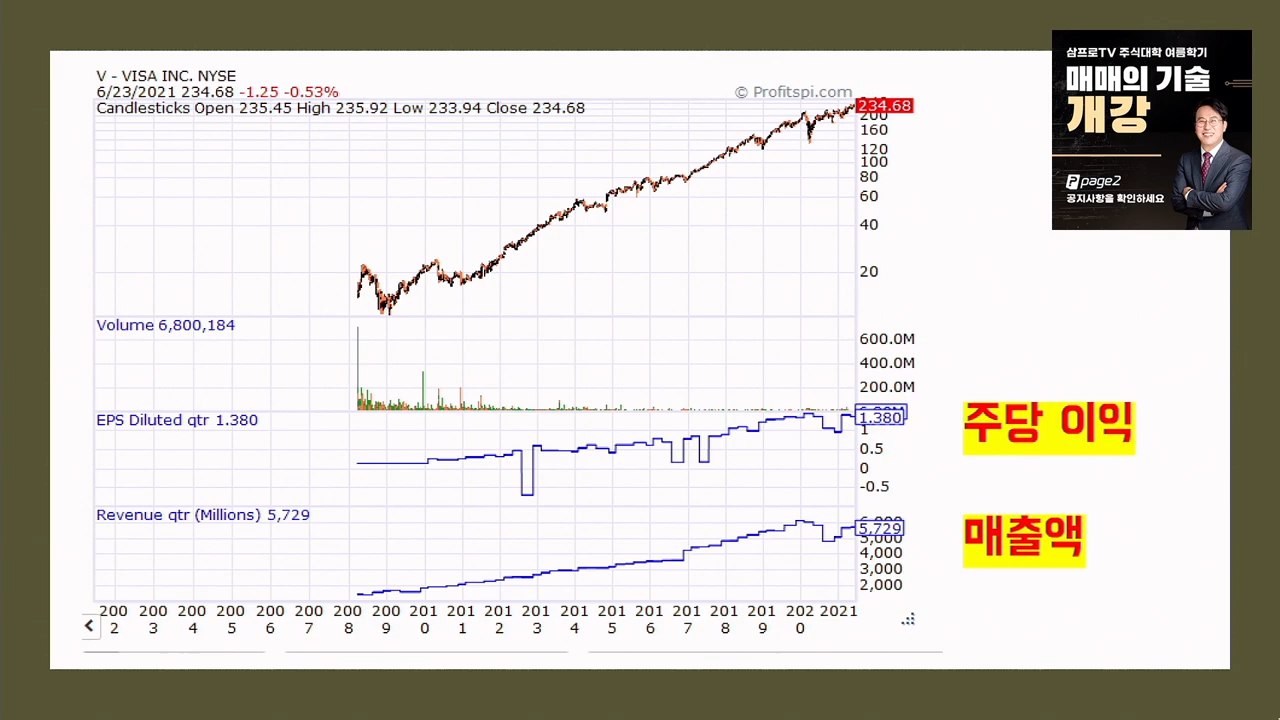 V - VISA INC. NYSE
6/23/2021 234.68 -1.25 -0.53%
© Profitspi.com
Candlesticks Open 235.45 High 235.92 Low 233.94 Close 234.68
234.68
200
160
120
100
80
60
40
20
Volume 6,800,184
600.0M
400.0M
200.0M
EPS Diluted qtr 1.380
1.380
1
0.5
0
-0.5
Revenue qtr (Millions) 5,729
5,729
5,000
4,000
3,000
2,000
200 200 200 200 200 200 200 200 201 201 201 201 201 201 201 201 201 201 202 2021
2 3 4 5 6 7 8 9 0 1 2 3 4 5 6 7 8 9 0
주당 이익
매출액
삼프로TV 주식대학 여름학기
매매의 기술
개강
page2
공지사항을 확인하세요